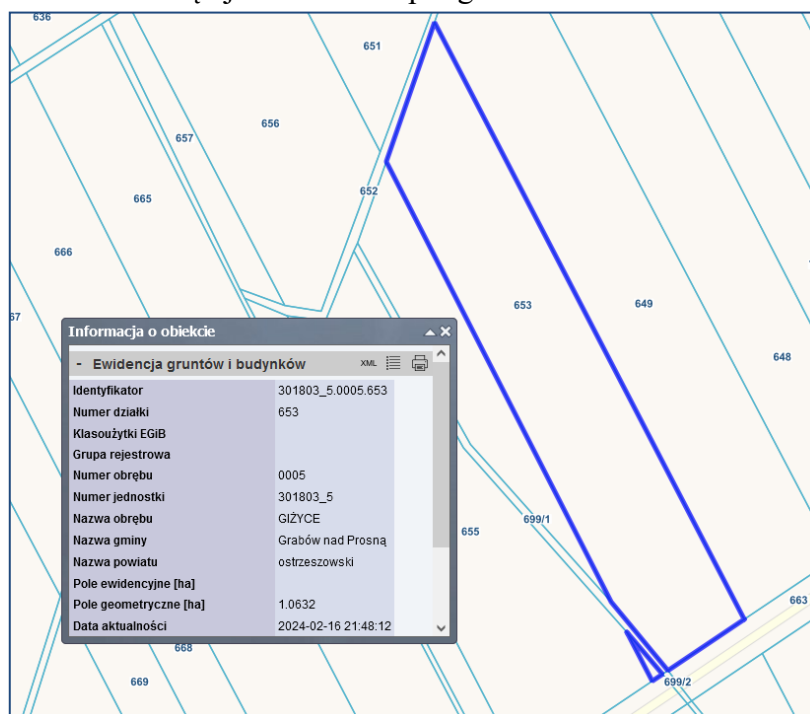 636
651
656
657
665
652
666
67
653
649
648
Informacja o obiekcie
- Ewidencja gruntów i budynków XML
Identyfikator 301803_5.0005.653
Numer działki 653
Klasoużytki EGiB
Grupa rejestrowa
Numer obrębu 0005
Numer jednostki 301803_5
Nazwa obrębu GIŻYCE
Nazwa gminy Grabów nad Prosną
Nazwa powiatu ostrzeszowski
Pole ewidencyjne [ha]
Pole geometryczne [ha] 1.0632
Data aktualności 2024-02-16 21:48:12
699/1
655
663
668
669
699/2